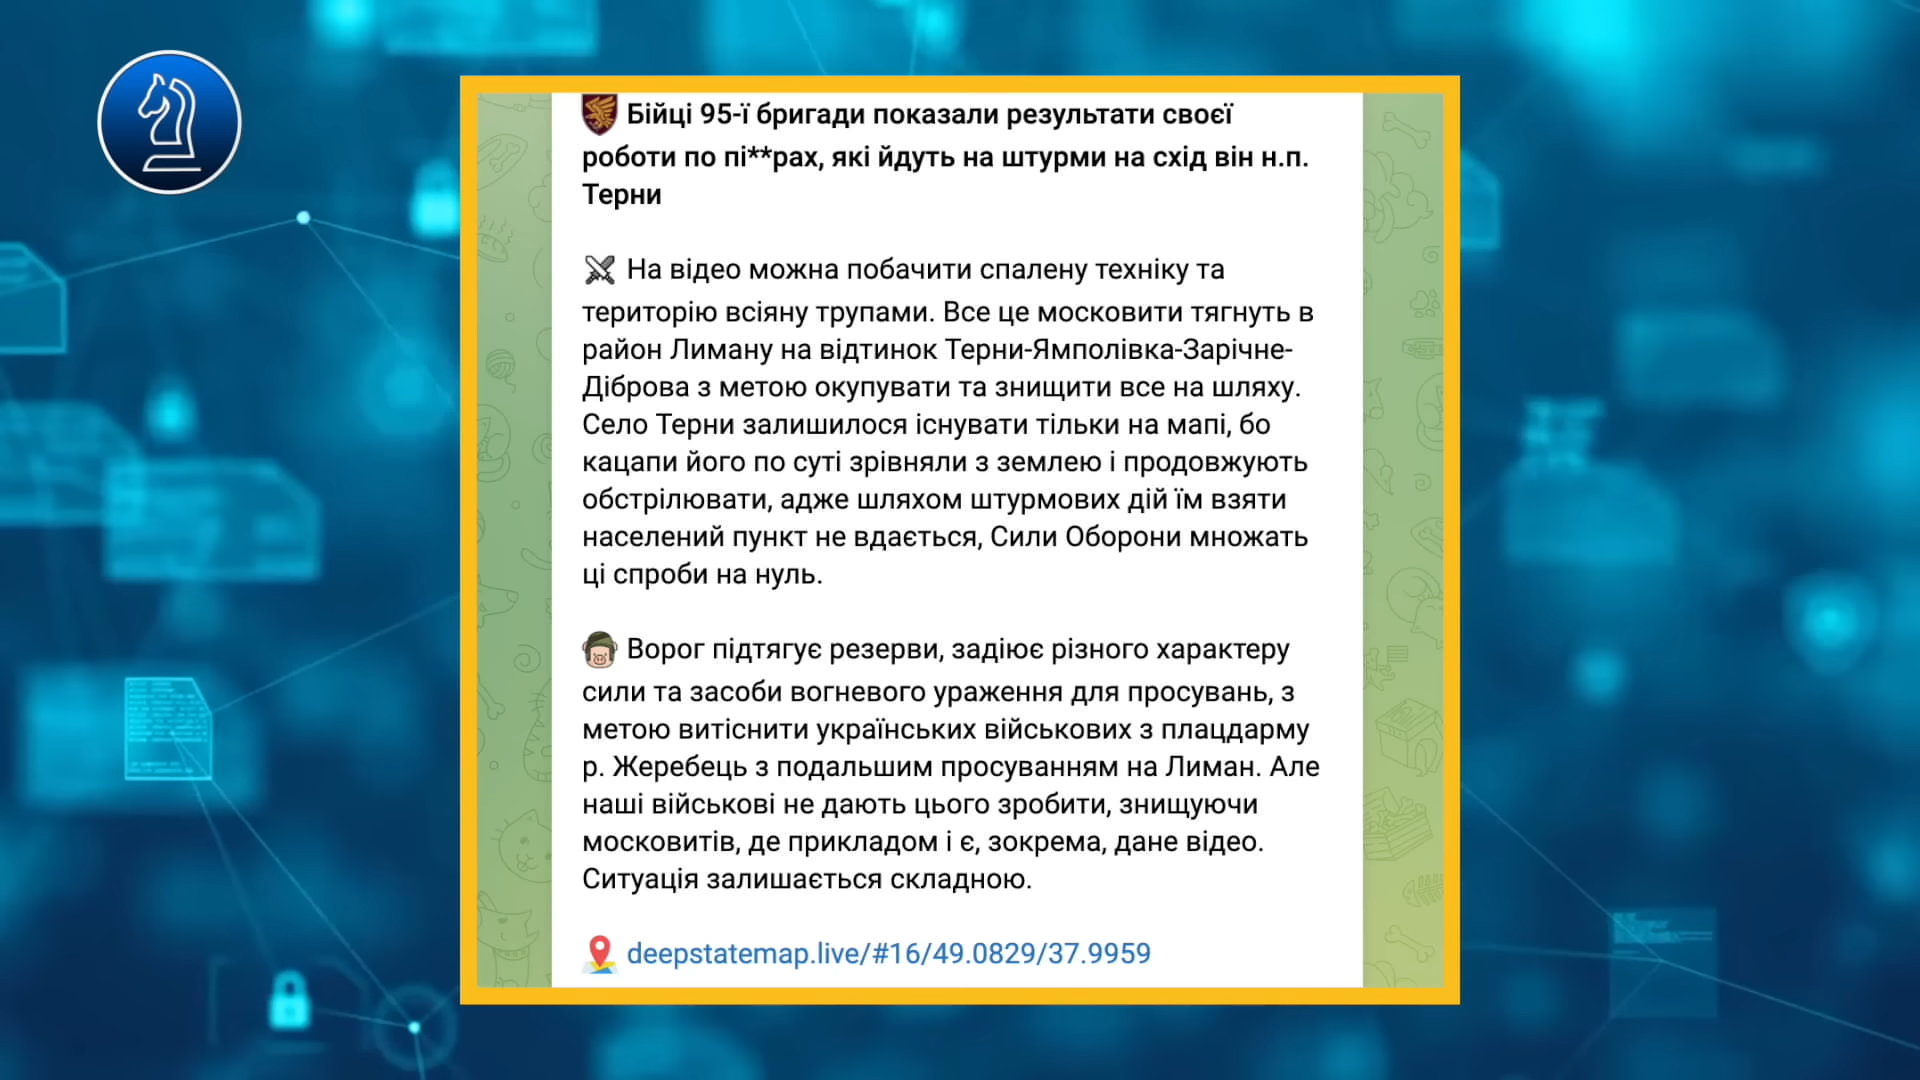 Бійці 95-ї бригади показали результати своєї
роботи по пі**рах, які йдуть на штурми на схід він н.п.
Терни
На відео можна побачити спалену техніку та
територію всіяну трупами. Все це московити тягнуть в
район Лиману на відтинок Терни-Ямполівка-Зарічне-
Діброва з метою окупувати та знищити все на шляху.
Село Терни залишилося існувати тільки на мапі, бо
кацапи його по суті зрівняли з землею і продовжують
обстрілювати, адже шляхом штурмових дій їм взяти
населений пункт не вдається, Сили Оборони множать
ці спроби на нуль.
Ворог підтягує резерви, задіює різного характеру
сили та засоби вогневого ураження для просувань, з
метою витіснити українських військових з плацдарму
р. Жеребець з подальшим просуванням на Лиман. Але
наші військові не дають цього зробити, знищуючи
московитів, де прикладом і є, зокрема, дане відео.
Ситуація залишається складною.
deepstatemap.live/#16/49.0829/37.9959